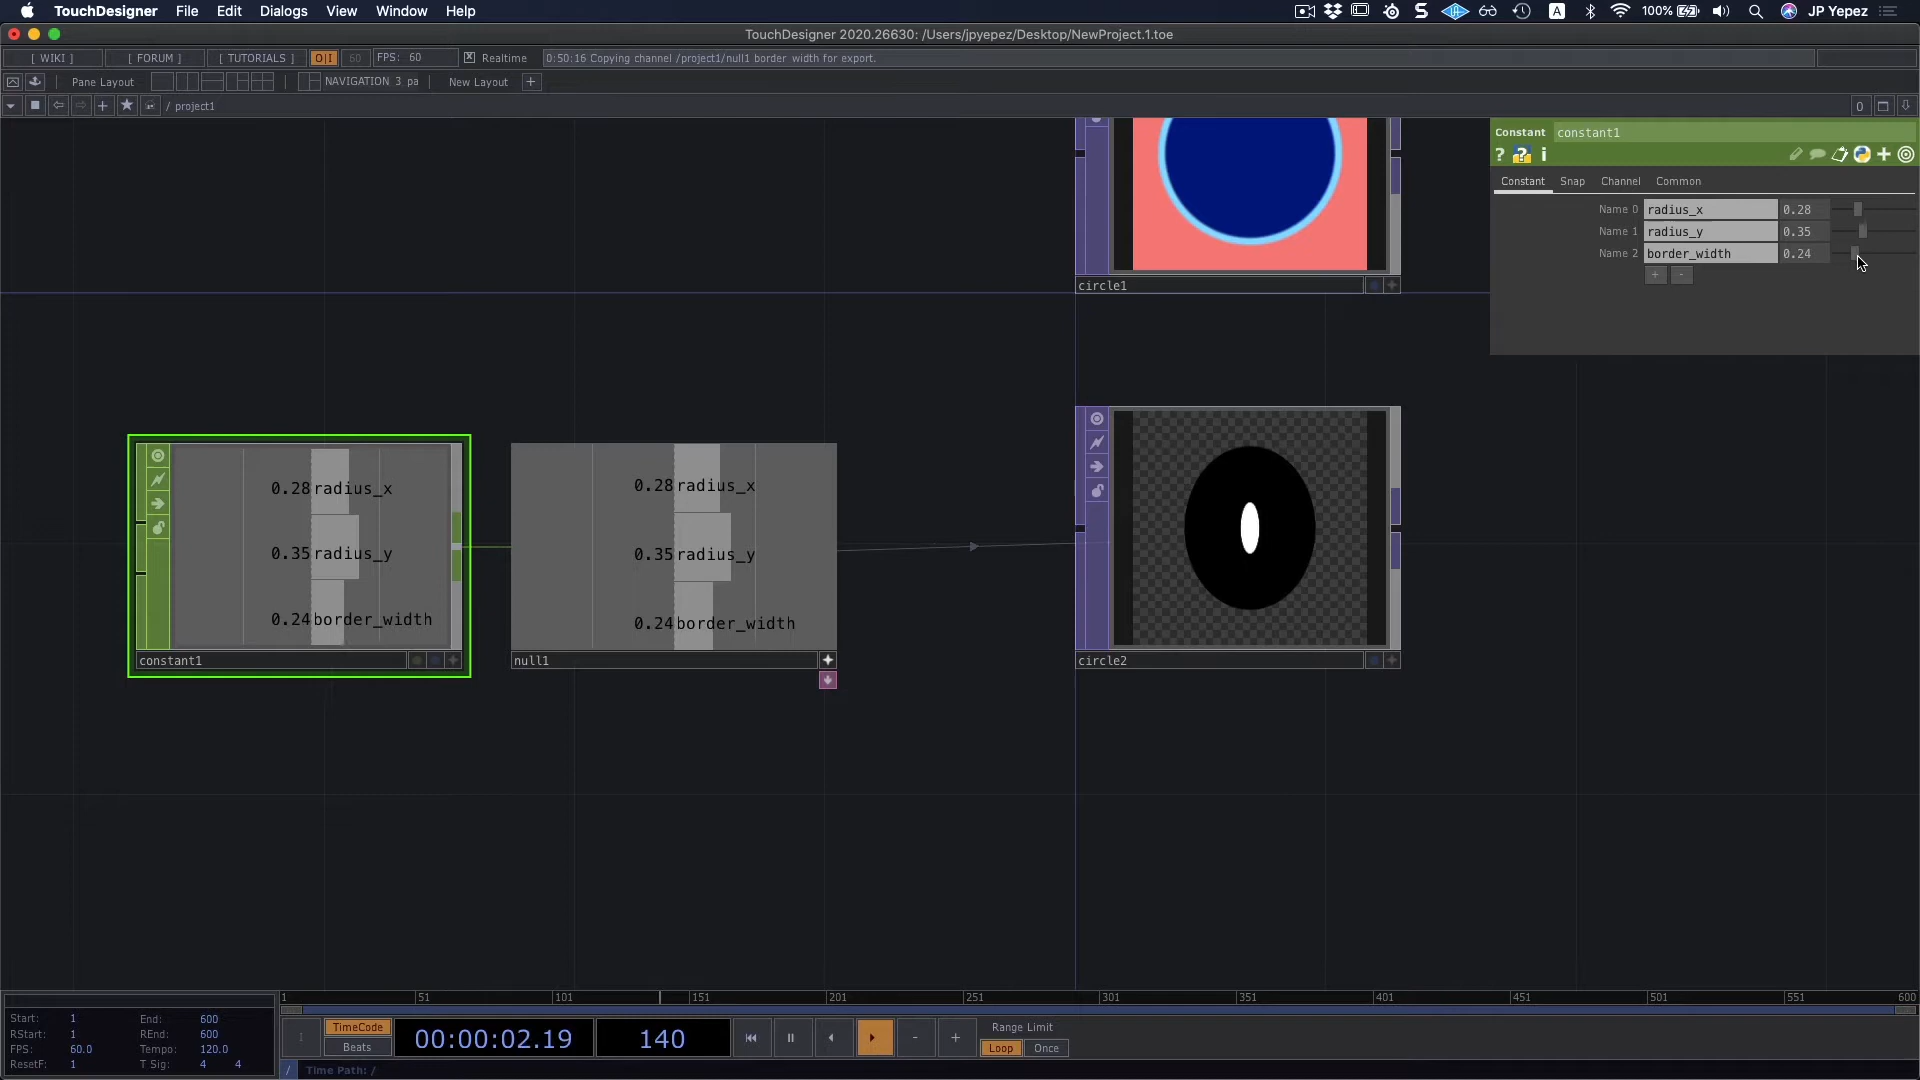 TouchDesigner File Edit Dialogs View Window Help 100% A JP Yepez
TouchDesigner 2020.26630: /Users/jpyepez/Desktop/NewProject.1.toe
[ WIKI ] [ FORUM ] [ TUTORIALS ] O|I 60 FPS: 60 Realtime 0:50:16 Copying channel /project1/null1 border width for export.
Pane Layout NAVIGATION 3 pa New Layout +
/ project1 0
Constant constant1
? ? i
Constant Snap Channel Common
Name 0 radius_x 0.28
Name 1 radius_y 0.35
Name 2 border_width 0.24
+ -
circle1
0.28 radius_x
0.35 radius_y
0.24 border_width
constant1
0.28 radius_x
0.35 radius_y
0.24 border_width
null1
circle2
1 51 101 151 201 251 301 351 401 451 501 551 600
Start: 1 End: 600
RStart: 1 REnd: 600
FPS: 60.0 Tempo: 120.0
ResetF: 1 T Sig: 4 4
TimeCode
Beats
00:00:02.19
140
- +
Range Limit
Loop Once
/ Time Path: /